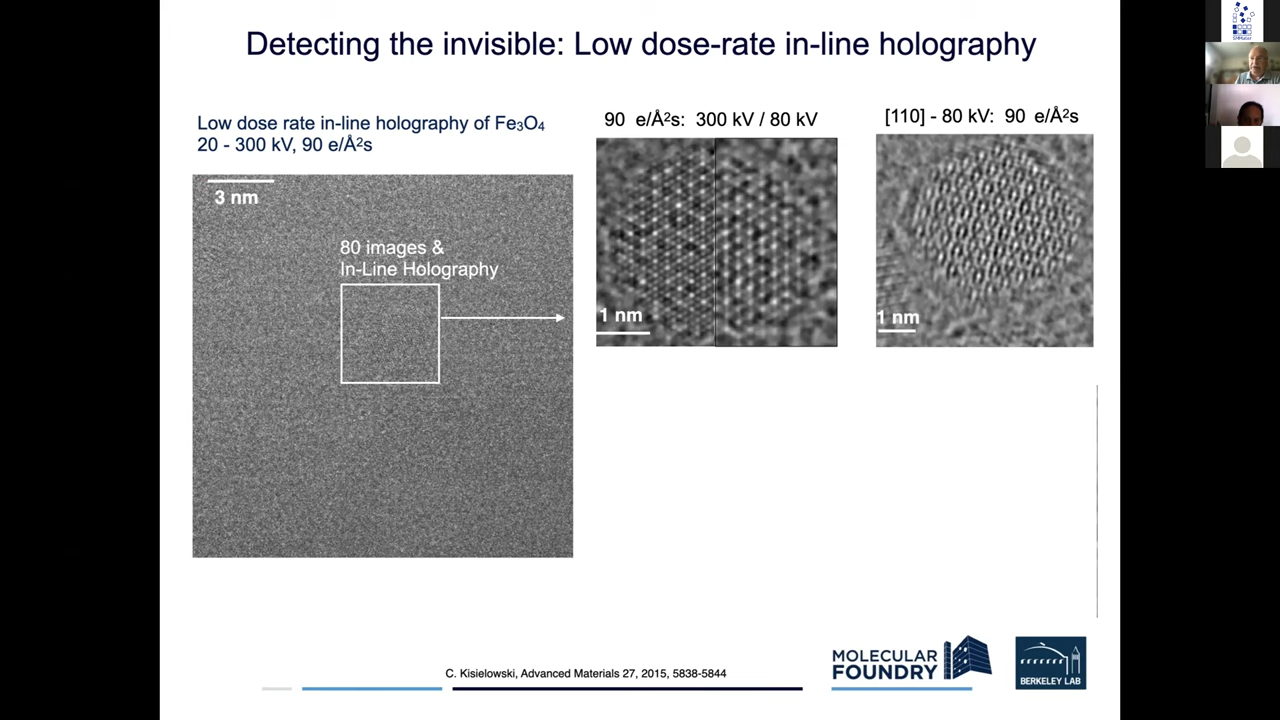 Detecting the invisible: Low dose-rate in-line holography
Low dose rate in-line holography of Fe₃O₄
20 - 300 kV, 90 e/Å²s
3 nm
80 images &
In-Line Holography
90 e/Å²s: 300 kV / 80 kV
1 nm
[110] - 80 kV: 90 e/Å²s
1 nm
C. Kisielowski, Advanced Materials 27, 2015, 5838-5844
MOLECULAR
FOUNDRY
BERKELEY LAB